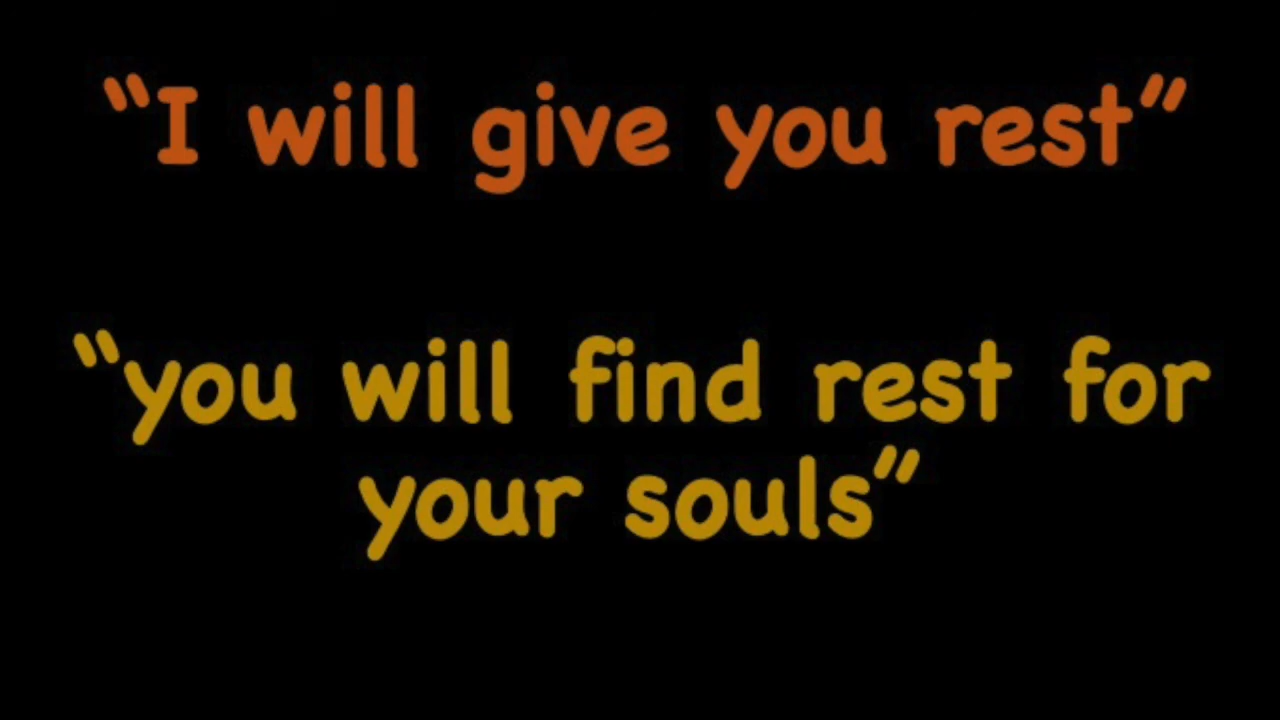 “I will give you rest”
“you will find rest for
your souls”